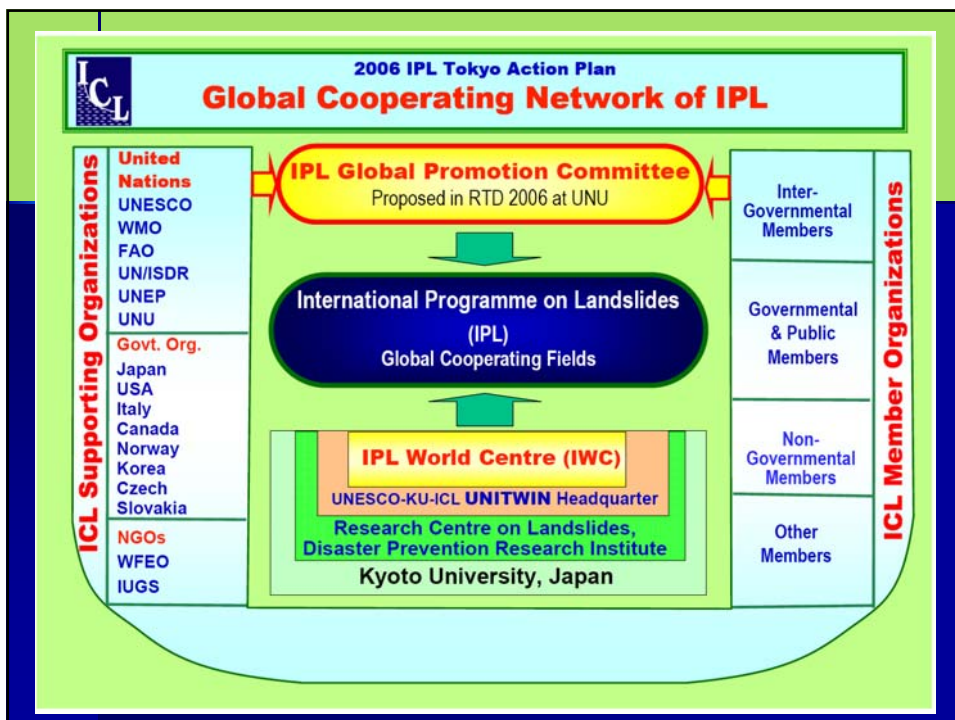 ICL
2006 IPL Tokyo Action Plan
Global Cooperating Network of IPL
ICL Supporting Organizations
United
Nations
UNESCO
WMO
FAO
UN/ISDR
UNEP
UNU
Govt. Org.
Japan
USA
Italy
Canada
Norway
Korea
Czech
Slovakia
NGOs
WFEO
IUGS
IPL Global Promotion Committee
Proposed in RTD 2006 at UNU
International Programme on Landslides
(IPL)
Global Cooperating Fields
IPL World Centre (IWC)
UNESCO-KU-ICL UNITWIN Headquarter
Research Centre on Landslides,
Disaster Prevention Research Institute
Kyoto University, Japan
Inter-
Governmental
Members
Governmental
& Public
Members
Non-
Governmental
Members
Other
Members
ICL Member Organizations